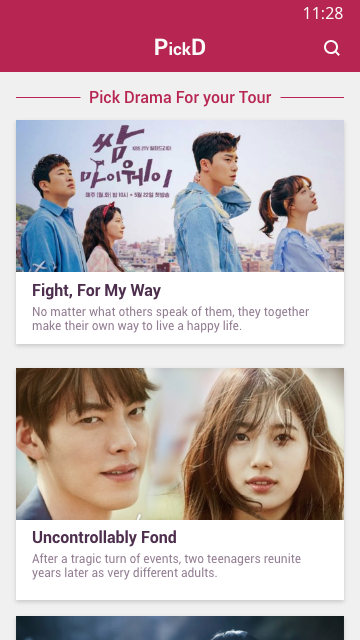 11:28
PickD
Pick Drama For your Tour
쌈
KBS 2TV 월화드라마
마이웨이
매주 [월,화] 밤 10시 • 5월 22일 첫방송
Fight, For My Way
No matter what others speak of them, they together
make their own way to live a happy life.
Uncontrollably Fond
After a tragic turn of events, two teenagers reunite
years later as very different adults.